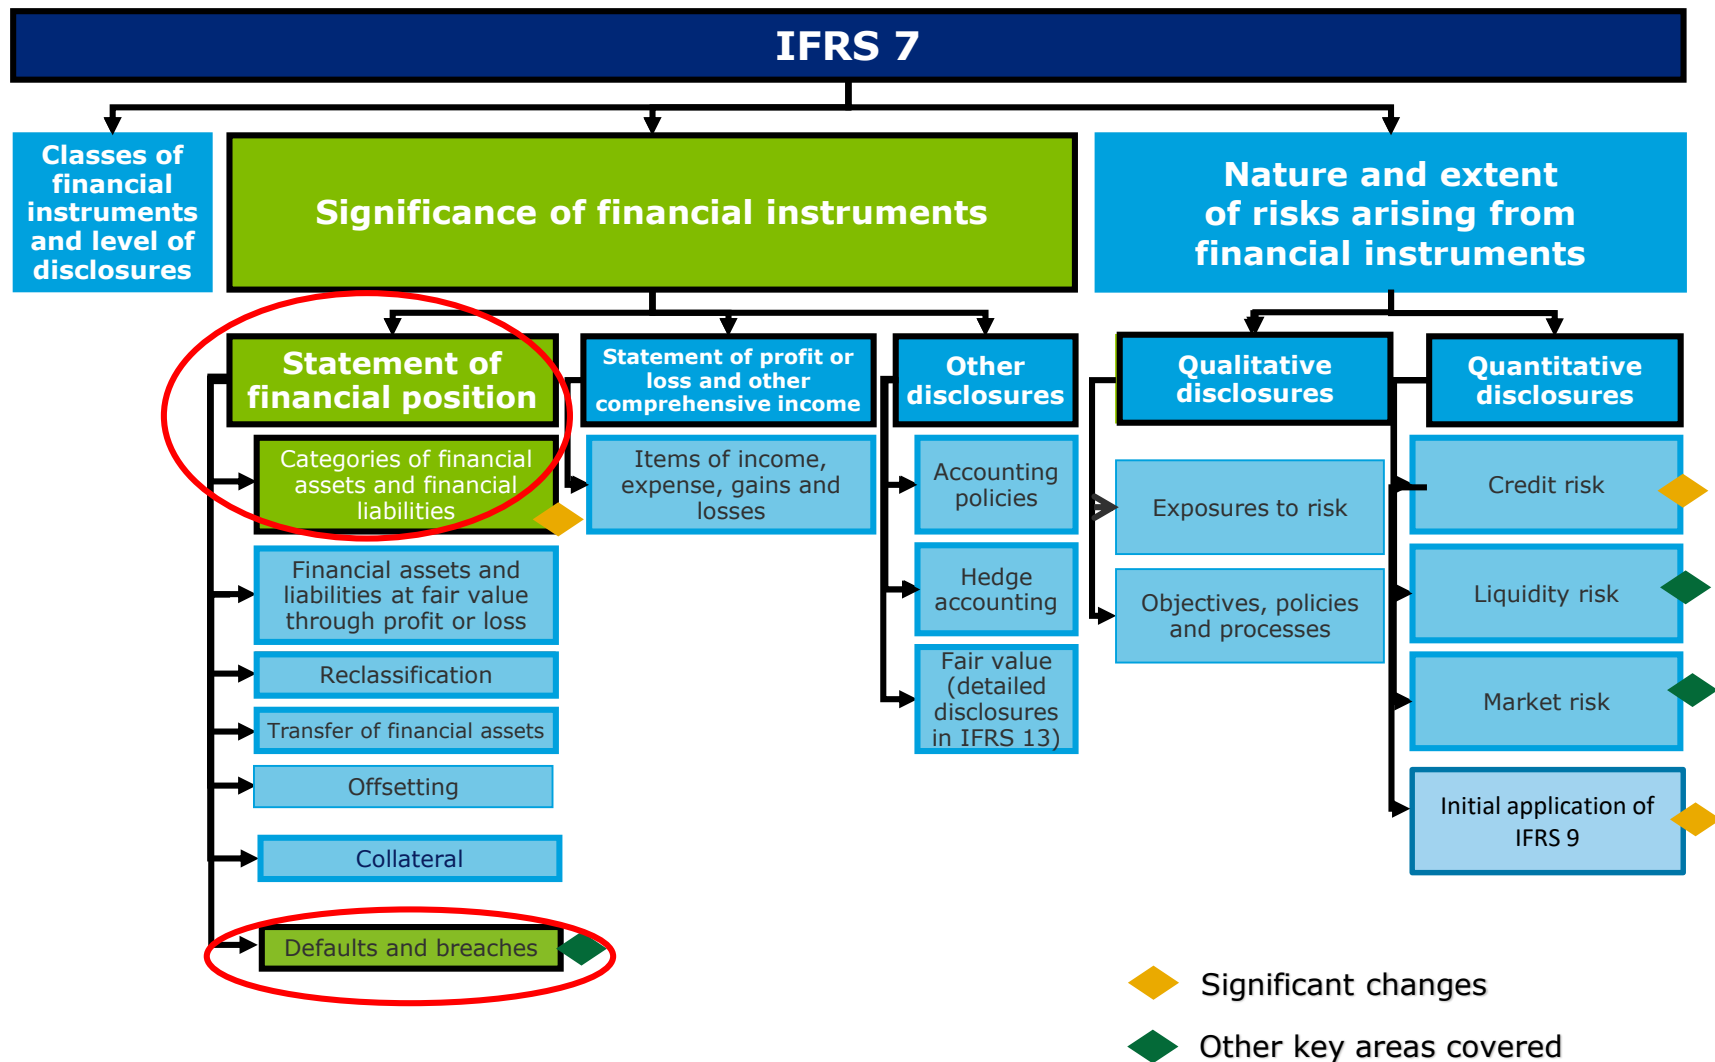 IFRS 7
Classes of
financial
instruments
and level of
disclosures
Significance of financial instruments
Nature and extent
of risks arising from
financial instruments
Statement of
financial position
Categories of financial
assets and financial
liabilities
Financial assets and
liabilities at fair value
through profit or loss
Reclassification
Transfer of financial assets
Offsetting
Collateral
Defaults and breaches
Statement of profit or
loss and other
comprehensive income
Items of income,
expense, gains and
losses
Other
disclosures
Accounting
policies
Hedge
accounting
Fair value
(detailed
disclosures
in IFRS 13)
Qualitative
disclosures
Exposures to risk
Objectives, policies
and processes
Quantitative
disclosures
Credit risk
Liquidity risk
Market risk
Initial application of
IFRS 9
Significant changes
Other key areas covered